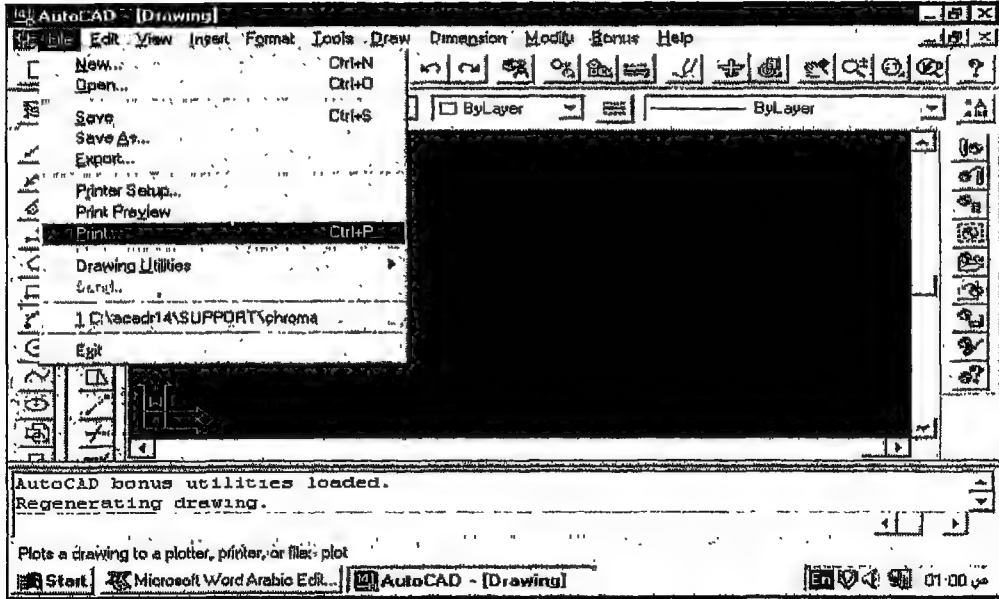 AutoCAD - [Drawing]
File Edit View Insert Format Tools Draw Dimension Modify Bonus Help
New... Ctrl+N
Open... Ctrl+O
ByLayer ByLayer
Save Ctrl+S
Save As...
Export...
Printer Setup...
Print Preview
Print... Ctrl+P
Drawing Utilities
Send...
1 C:\acadr14\SUPPORT\chroma
Exit
W
AutoCAD bonus utilities loaded.
Regenerating drawing.
Plots a drawing to a plotter, printer, or file: plot
Start Microsoft Word Arabic Edit... AutoCAD - [Drawing] En 01:00 ص